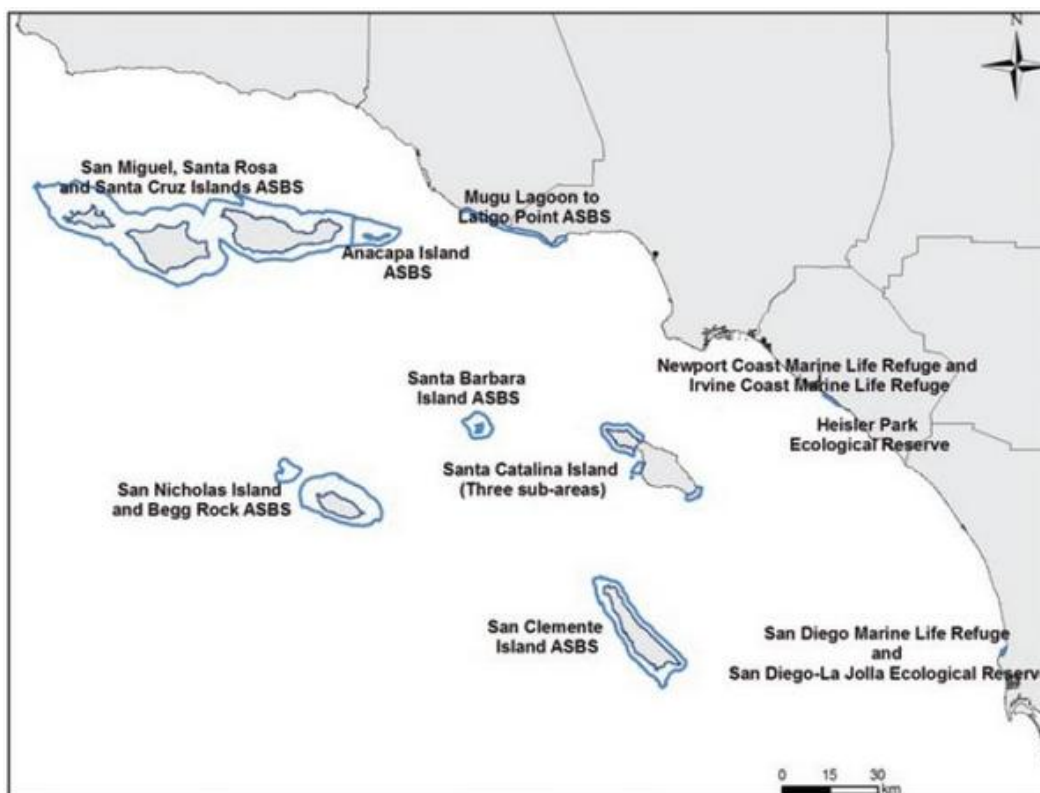 N
San Miguel, Santa Rosa
and Santa Cruz Islands ASBS
Mugu Lagoon to
Latigo Point ASBS
Anacapa Island
ASBS
Newport Coast Marine Life Refuge and
Irvine Coast Marine Life Refuge
Santa Barbara
Island ASBS
Heisler Park
Ecological Reserve
Santa Catalina Island
(Three sub-areas)
San Nicholas Island
and Begg Rock ASBS
San Clemente
Island ASBS
San Diego Marine Life Refuge
and
San Diego-La Jolla Ecological Reserve
0 15 30
km